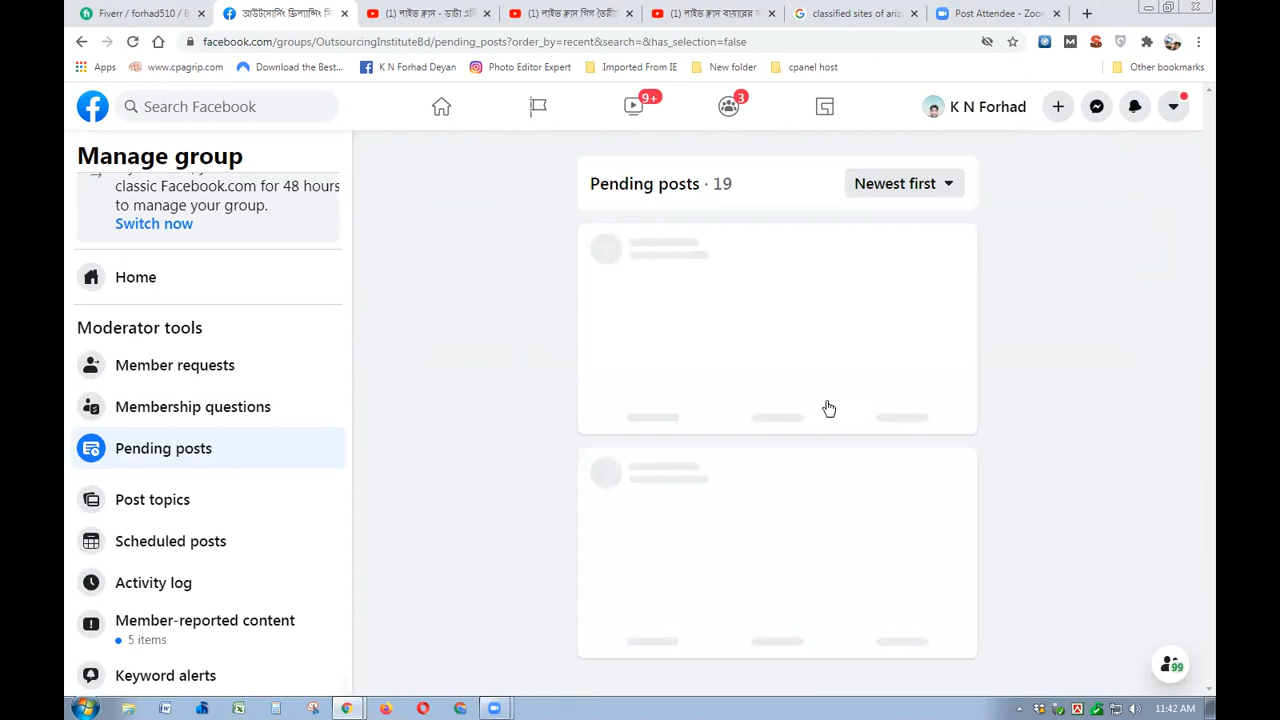 Fiverr / forhad510 / B
আউটসোর্সিং ফ্রিল্যান্সিং বি
(1) লাইভ ক্লাস - ডাটা এন্ট্রি
(1) লাইভ ক্লাস গিগ তৈরীতে
(1) লাইভ ক্লাস বায়ারের স
classified sites of ariz
Post Attendee - Zoom
facebook.com/groups/OutsourcingInstituteBd/pending_posts?order_by=recent&search=&has_selection=false
Apps
www.cpagrip.com
Download the Best...
K N Forhad Deyan
Photo Editor Expert
Imported From IE
New folder
cpanel host
Other bookmarks
Search Facebook
9+
3
K N Forhad
Manage group
classic Facebook.com for 48 hours
to manage your group.
Switch now
Home
Moderator tools
Member requests
Membership questions
Pending posts
Post topics
Scheduled posts
Activity log
Member-reported content
5 items
Keyword alerts
Pending posts · 19
Newest first
99
11:42 AM